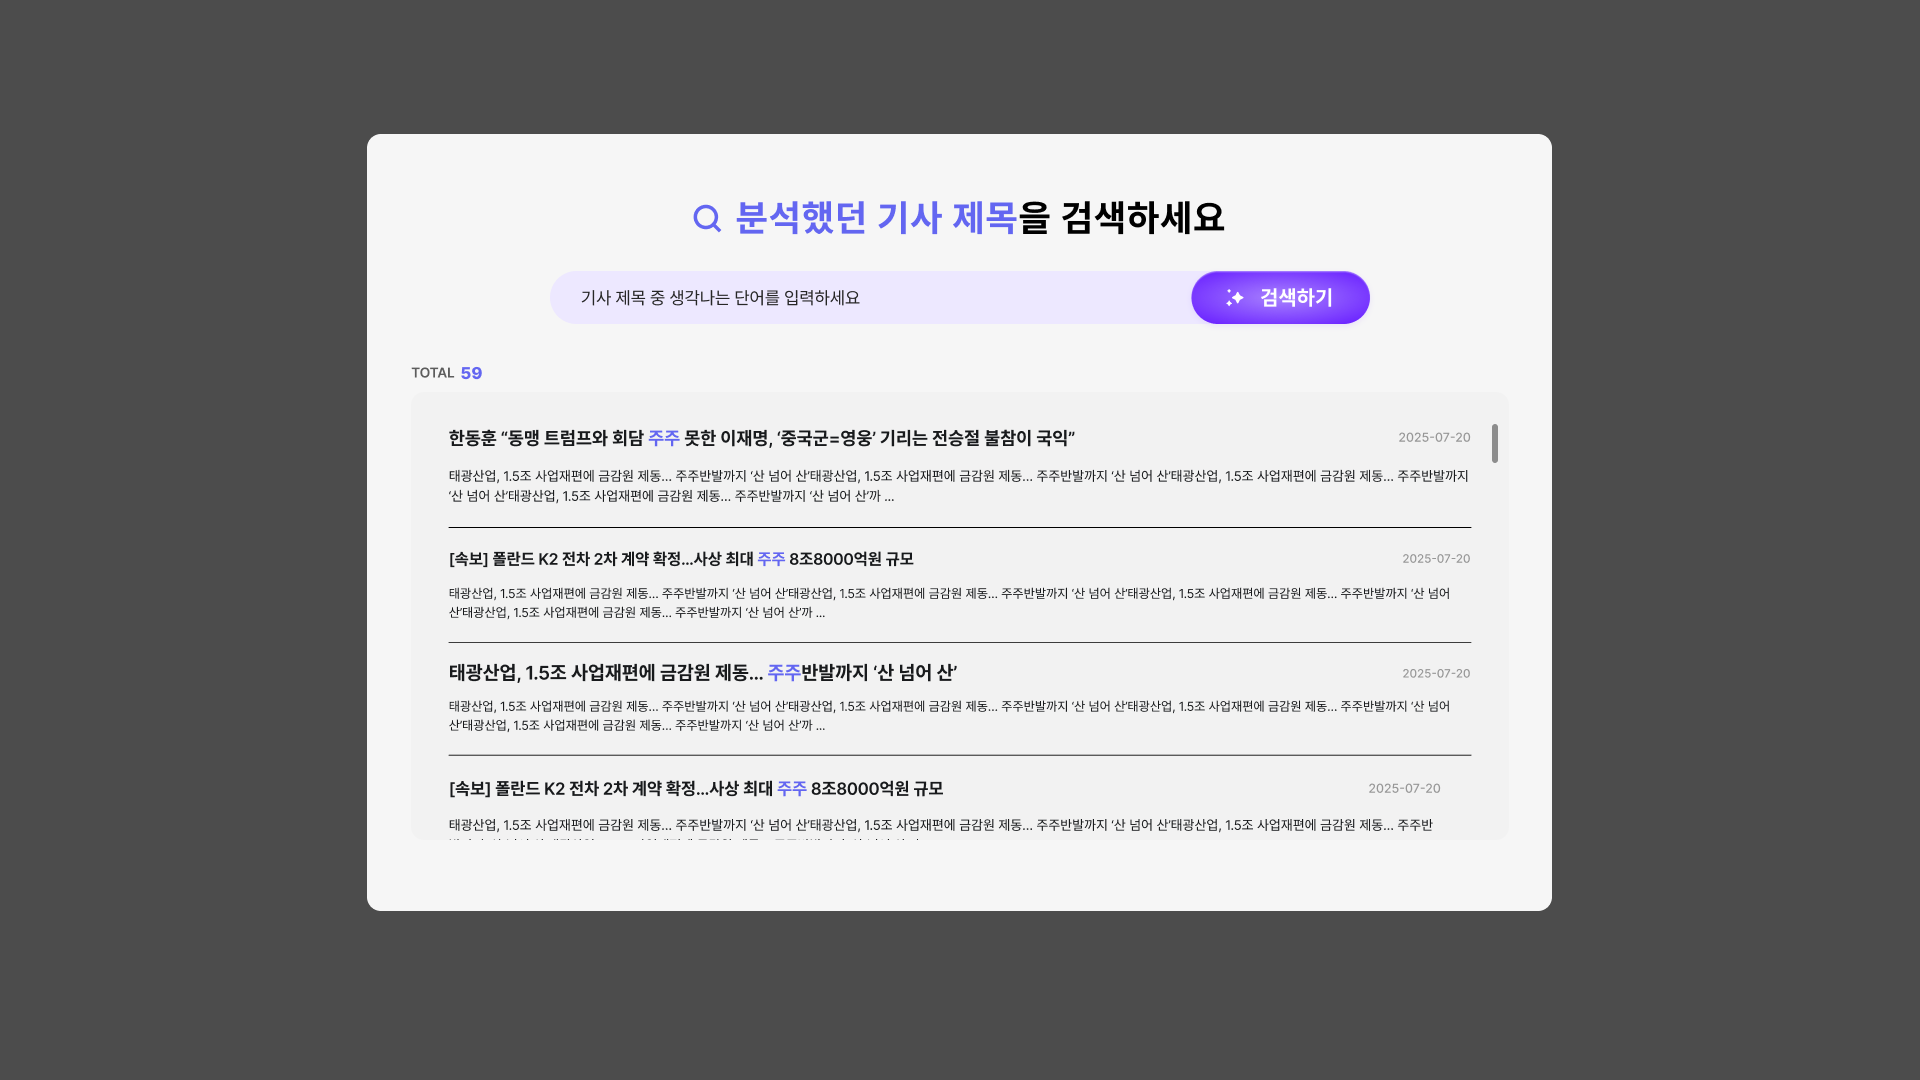 분석했던 기사 제목을 검색하세요
기사 제목 중 생각나는 단어를 입력하세요
검색하기
TOTAL 59
한동훈 “동맹 트럼프와 회담 주주 못한 이재명, ‘중국군=영웅’ 기리는 전승절 불참이 국익”
2025-07-20
태광산업, 1.5조 사업재편에 금감원 제동… 주주반발까지 ‘산 넘어 산’태광산업, 1.5조 사업재편에 금감원 제동… 주주반발까지 ‘산 넘어 산’태광산업, 1.5조 사업재편에 금감원 제동… 주주반발까지
‘산 넘어 산’태광산업, 1.5조 사업재편에 금감원 제동… 주주반발까지 ‘산 넘어 산’까 ...
[속보] 폴란드 K2 전차 2차 계약 확정…사상 최대 주주 8조8000억원 규모
2025-07-20
태광산업, 1.5조 사업재편에 금감원 제동… 주주반발까지 ‘산 넘어 산’태광산업, 1.5조 사업재편에 금감원 제동… 주주반발까지 ‘산 넘어 산’태광산업, 1.5조 사업재편에 금감원 제동… 주주반발까지 ‘산 넘어
산’태광산업, 1.5조 사업재편에 금감원 제동… 주주반발까지 ‘산 넘어 산’까 ...
태광산업, 1.5조 사업재편에 금감원 제동… 주주반발까지 ‘산 넘어 산’
2025-07-20
태광산업, 1.5조 사업재편에 금감원 제동… 주주반발까지 ‘산 넘어 산’태광산업, 1.5조 사업재편에 금감원 제동… 주주반발까지 ‘산 넘어 산’태광산업, 1.5조 사업재편에 금감원 제동… 주주반발까지 ‘산 넘어
산’태광산업, 1.5조 사업재편에 금감원 제동… 주주반발까지 ‘산 넘어 산’까 ...
[속보] 폴란드 K2 전차 2차 계약 확정…사상 최대 주주 8조8000억원 규모
2025-07-20
태광산업, 1.5조 사업재편에 금감원 제동… 주주반발까지 ‘산 넘어 산’태광산업, 1.5조 사업재편에 금감원 제동… 주주반발까지 ‘산 넘어 산’태광산업, 1.5조 사업재편에 금감원 제동… 주주반